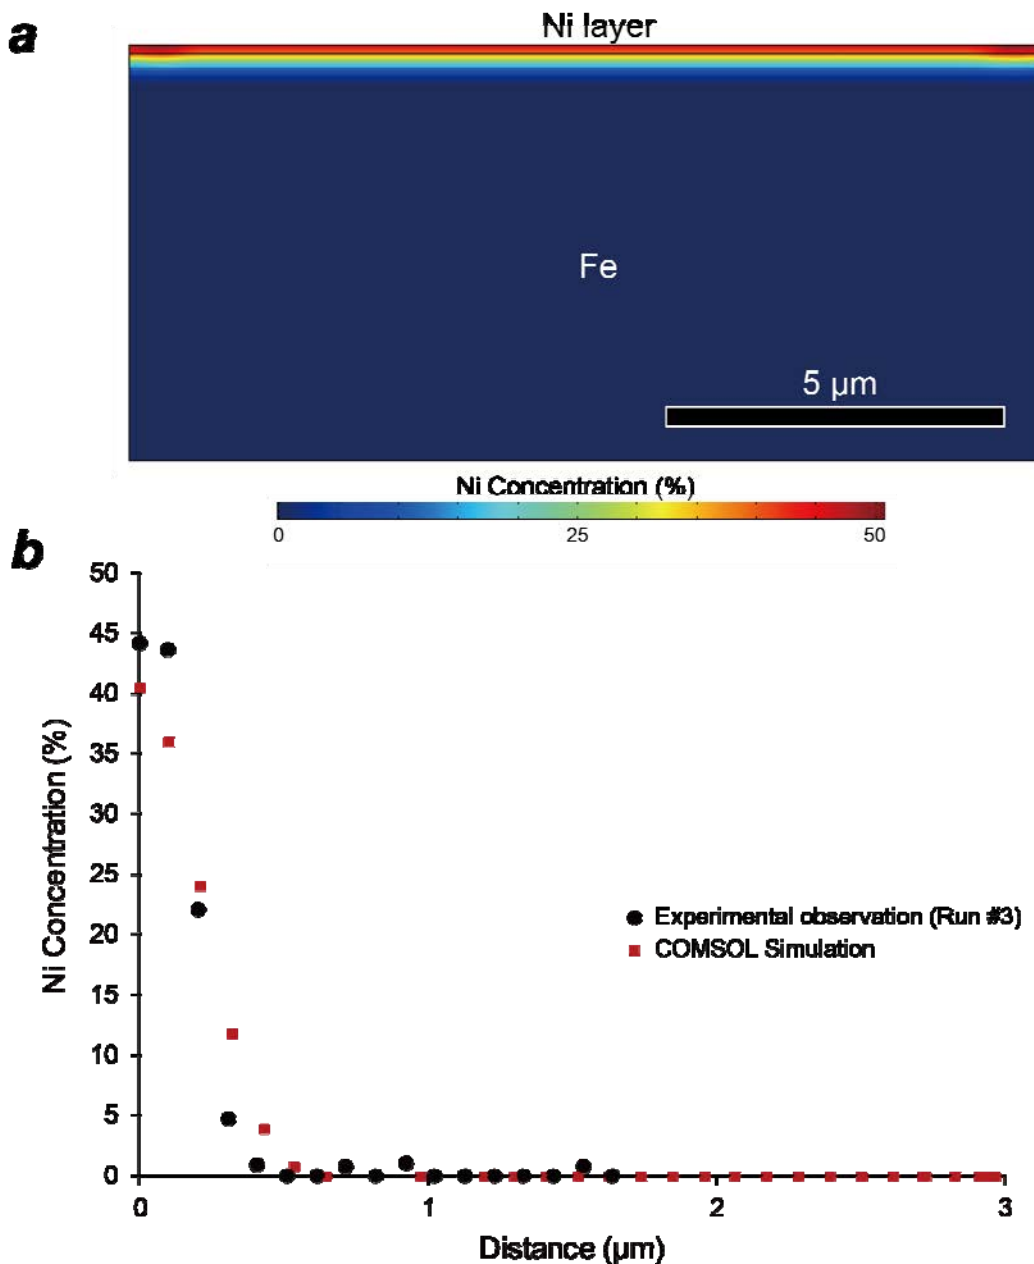 a
Ni layer
Fe
5 μm
Ni Concentration (%)
0 25 50
b
50
45
40
35
30
25
20
15
10
5
0
Ni Concentration (%)
Experimental observation (Run #3)
COMSOL Simulation
0 1 2 3
Distance (μm)